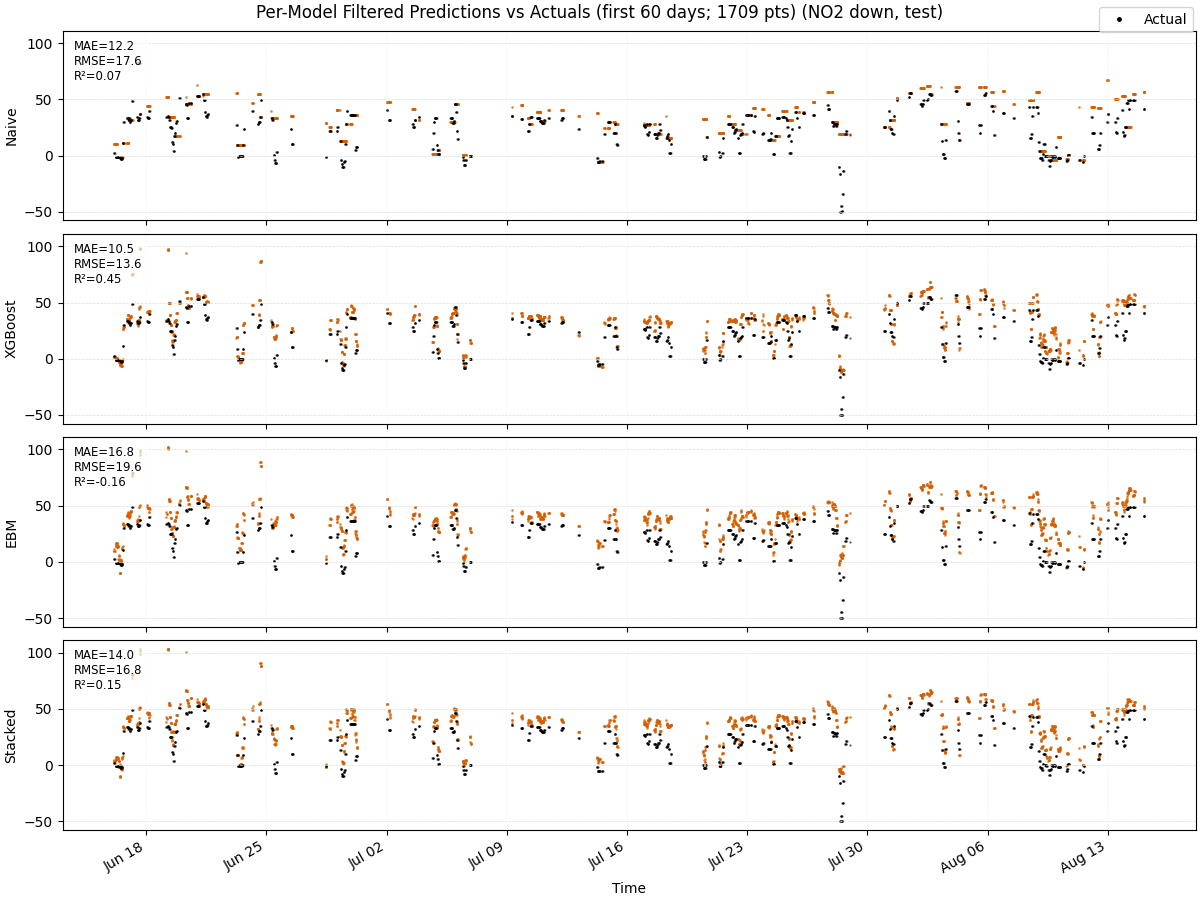 Per-Model Filtered Predictions vs Actuals (first 60 days; 1709 pts) (NO2 down, test)
Actual
MAE=12.2
RMSE=17.6
R²=0.07
100
50
0
−50
Naive
MAE=10.5
RMSE=13.6
R²=0.45
100
50
0
−50
XGBoost
MAE=16.8
RMSE=19.6
R²=-0.16
100
50
0
−50
EBM
MAE=14.0
RMSE=16.8
R²=0.15
100
50
0
−50
Stacked
Jun 18
Jun 25
Jul 02
Jul 09
Jul 16
Jul 23
Jul 30
Aug 06
Aug 13
Time